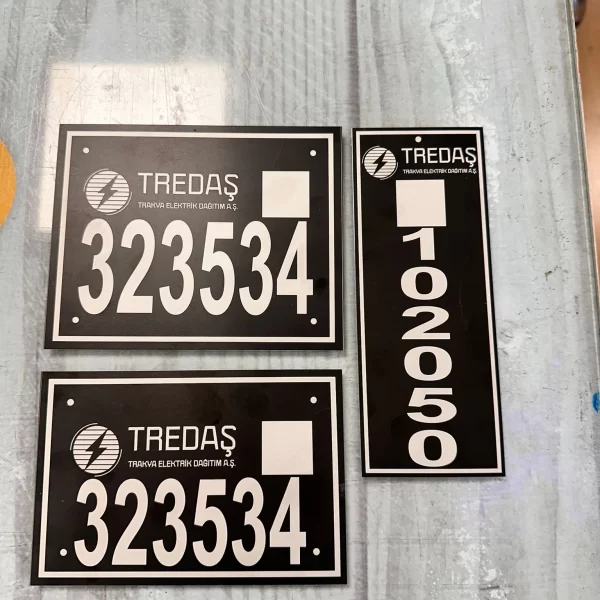 TREDAŞ
TRAKYA ELEKTRİK DAĞITIM A.Ş.
323534
TREDAŞ
TRAKYA ELEKTRİK DAĞITIM A.Ş.
102050
TREDAŞ
TRAKYA ELEKTRİK DAĞITIM A.Ş.
323534